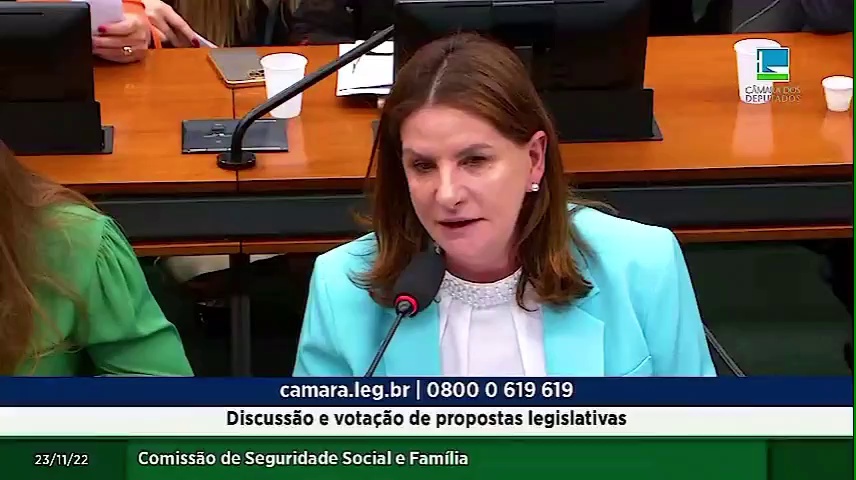 CÂMARA DOS
DEPUTADOS
camara.leg.br | 0800 0 619 619
Discussão e votação de propostas legislativas
23/11/22
Comissão de Seguridade Social e Família